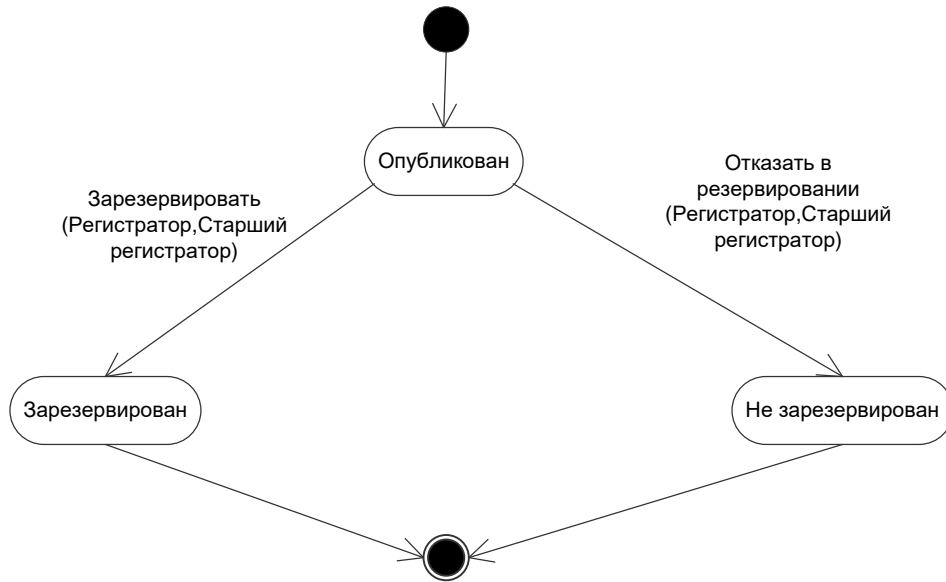 Опубликован
Зарезервировать
(Регистратор,Старший
регистратор)
Отказать в
резервировании
(Регистратор,Старший
регистратор)
Зарезервирован
Не зарезервирован